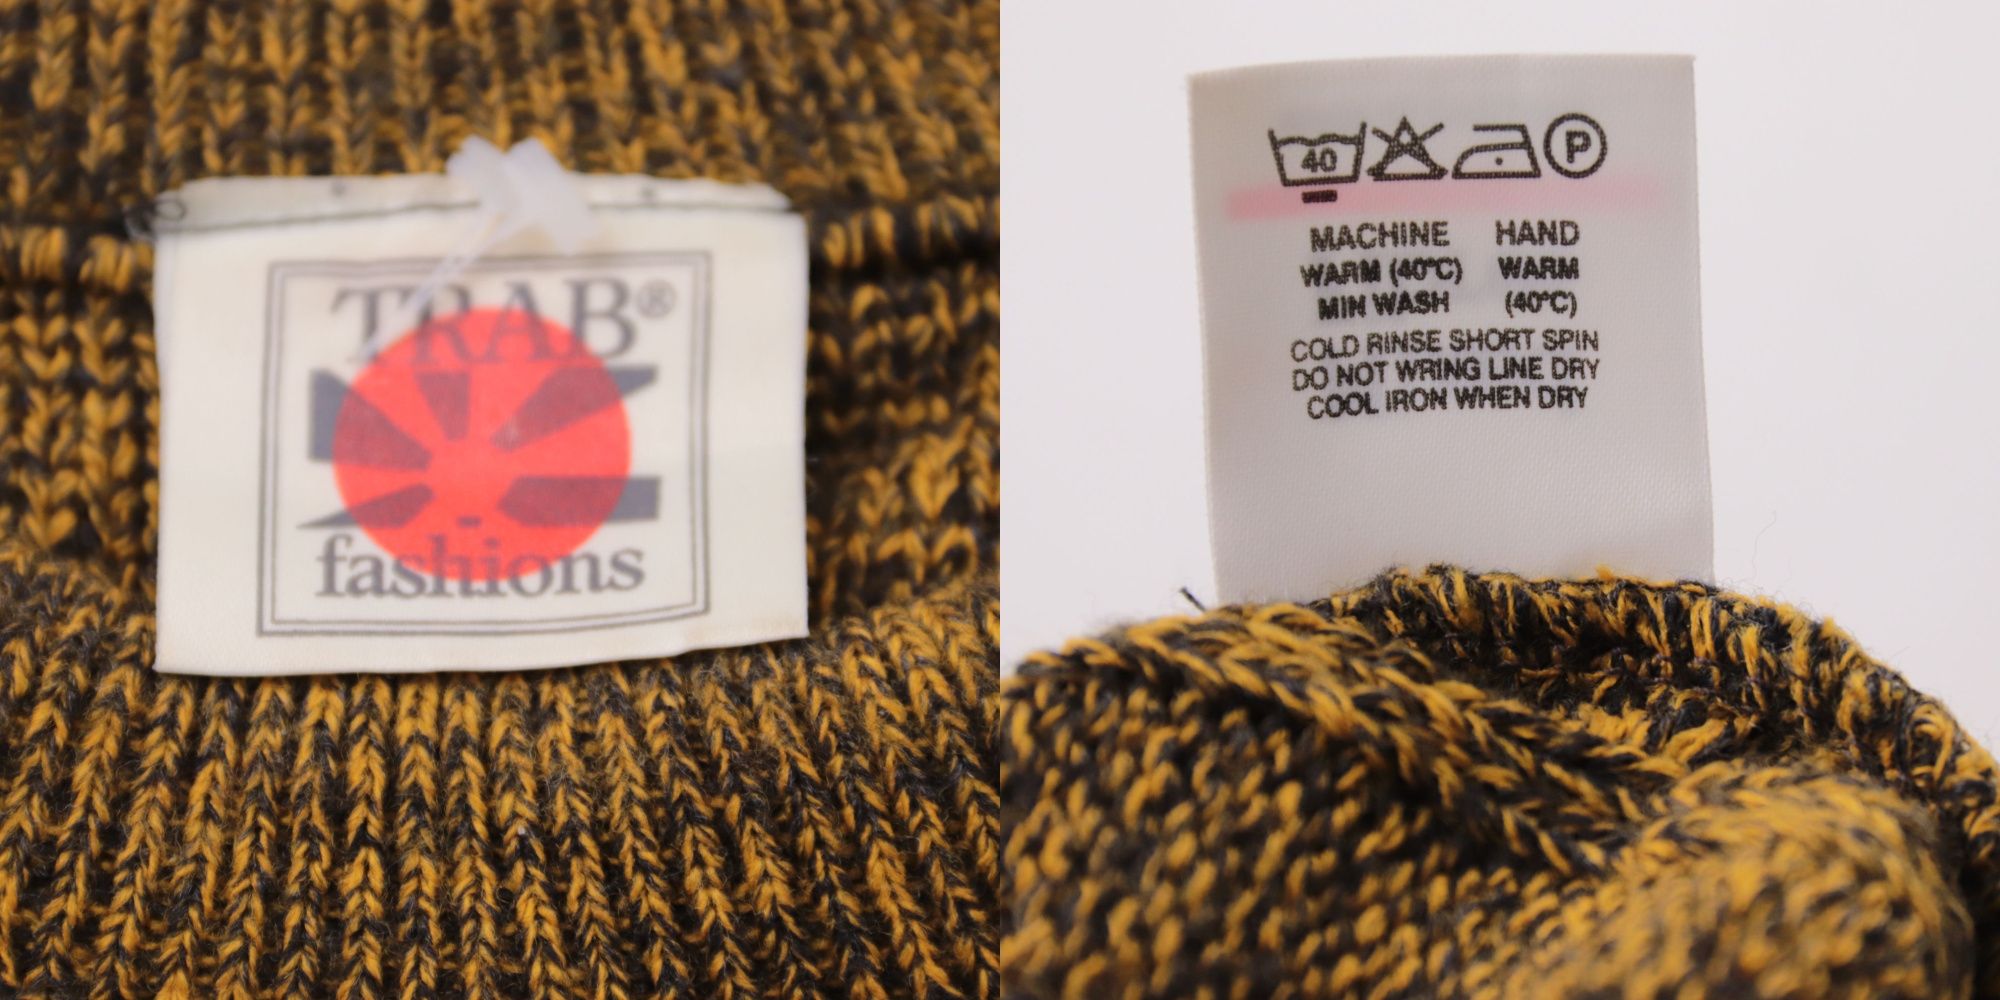 TRAB®
fashions
40 P
MACHINE HAND
WARM (40°C) WARM
MIN WASH (40°C)
COLD RINSE SHORT SPIN
DO NOT WRING LINE DRY
COOL IRON WHEN DRY